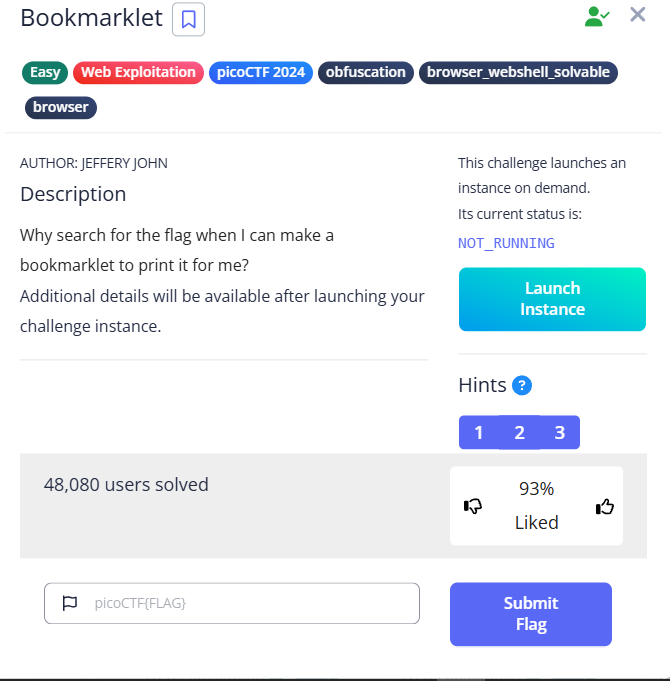 Bookmarklet
Easy Web Exploitation picoCTF 2024 obfuscation browser_webshell_solvable
browser
AUTHOR: JEFFERY JOHN
Description
Why search for the flag when I can make a
bookmarklet to print it for me?
Additional details will be available after launching your
challenge instance.
This challenge launches an
instance on demand.
Its current status is:
NOT_RUNNING
Launch
Instance
Hints ?
1 2 3
48,080 users solved
93%
Liked
picoCTF{FLAG}
Submit
Flag